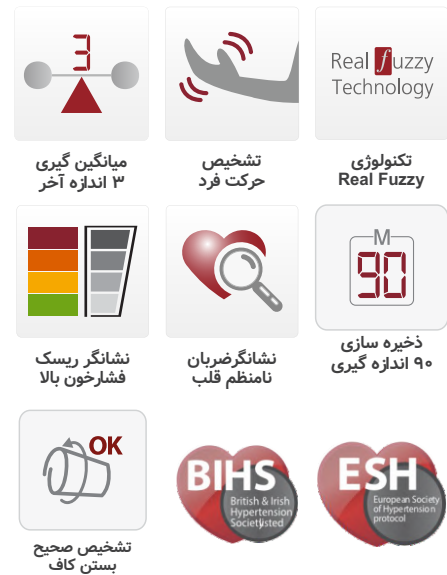 3
Real fuzzy
Technology
میانگین گیری
۳ اندازه آخر
تشخیص
حرکت فرد
تکنولوژی
Real Fuzzy
M
90
نشانگر ریسک
فشارخون بالا
نشانگرضربان
نامنظم قلب
ذخیره سازی
۹۰ اندازه گیری
OK
تشخیص صحیح
بستن کاف
BIHS
British & Irish
Hypertension
Societylisted
ESH
European Society
of Hypertension
protocol